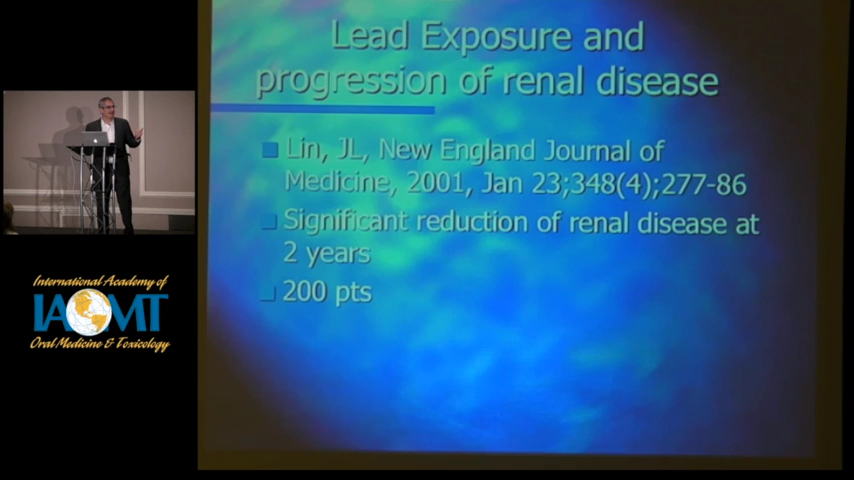 Lead Exposure and
progression of renal disease
Lin, JL, New England Journal of
Medicine, 2001, Jan 23;348(4);277-86
Significant reduction of renal disease at
2 years
200 pts
International Academy of
IAOMT
Oral Medicine & Toxicology